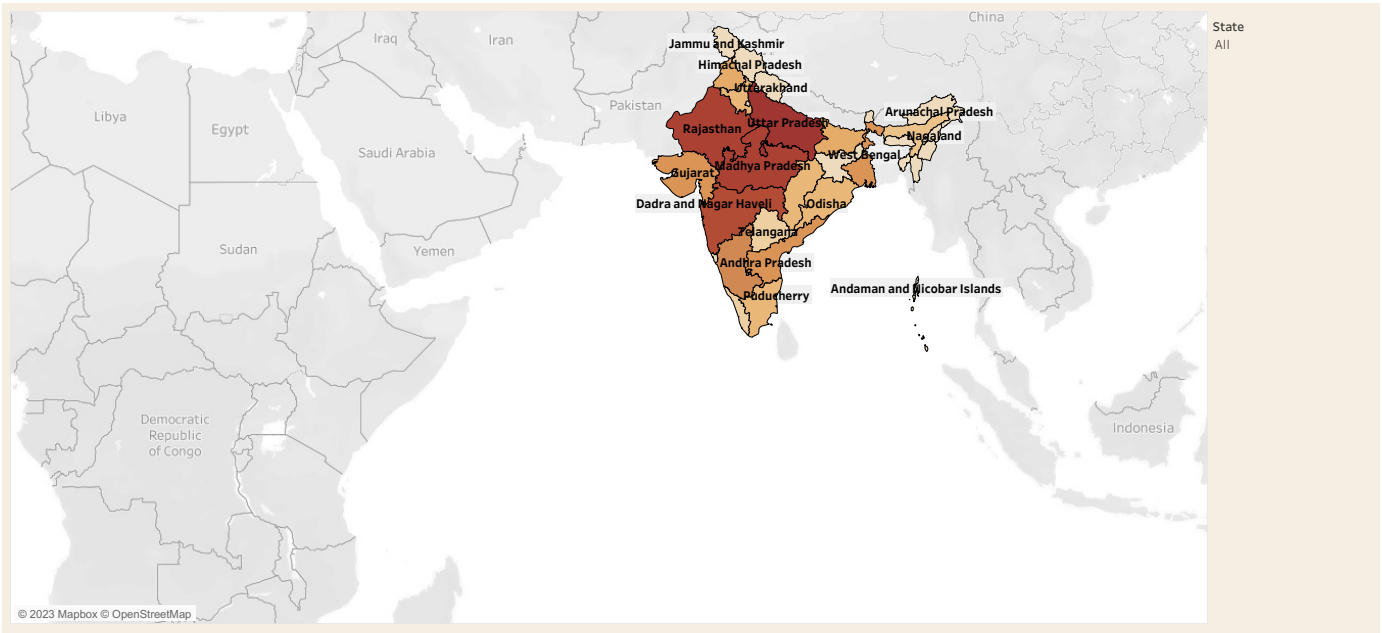 China
State
All
Iraq
Iran
Jammu and Kashmir
Himachal Pradesh
Utterakhand
Pakistan
Libya
Egypt
Arunachal Pradesh
Uttar Pradesh
Rajasthan
Nagaland
Saudi Arabia
West Bengal
Madhya Pradesh
Gujarat
Dadra and Nagar Haveli
Odisha
Telangana
Sudan
Yemen
Andhra Pradesh
Andaman and Nicobar Islands
Puducherry
Democratic
Republic
of Congo
Indonesia
© 2023 Mapbox © OpenStreetMap